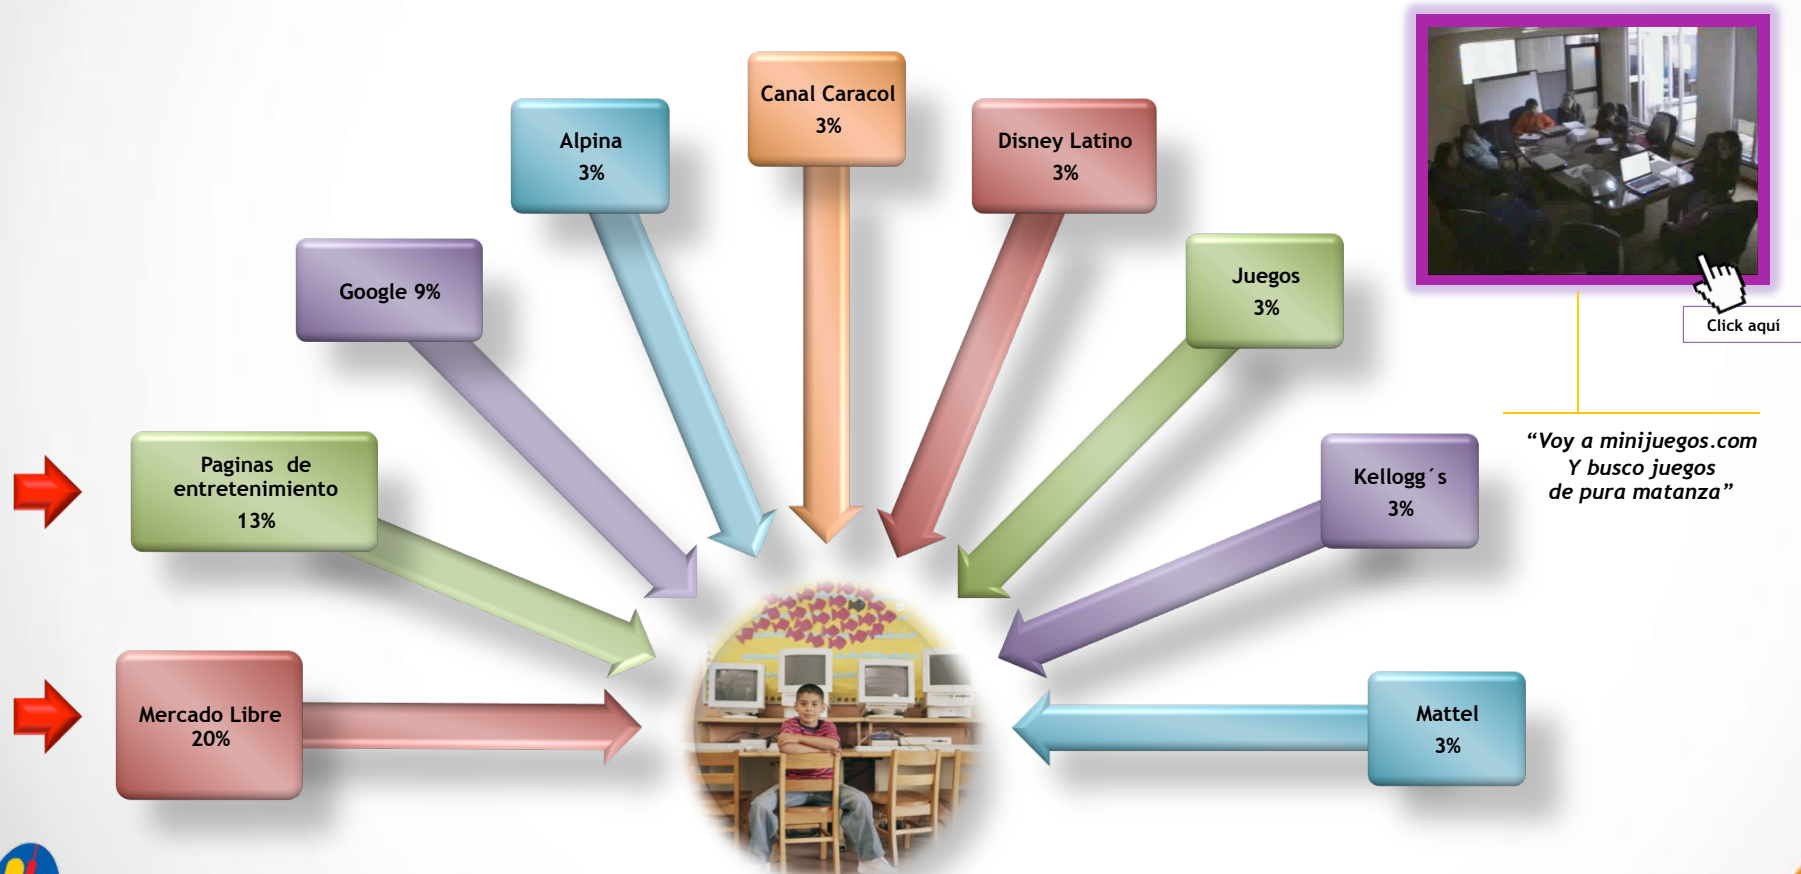 Canal Caracol
3%
Alpina
3%
Disney Latino
3%
Google 9%
Juegos
3%
Click aquí
Paginas de
entretenimiento
13%
Kellogg´s
3%
“Voy a minijuegos.com
Y busco juegos
de pura matanza”
Mercado Libre
20%
Mattel
3%